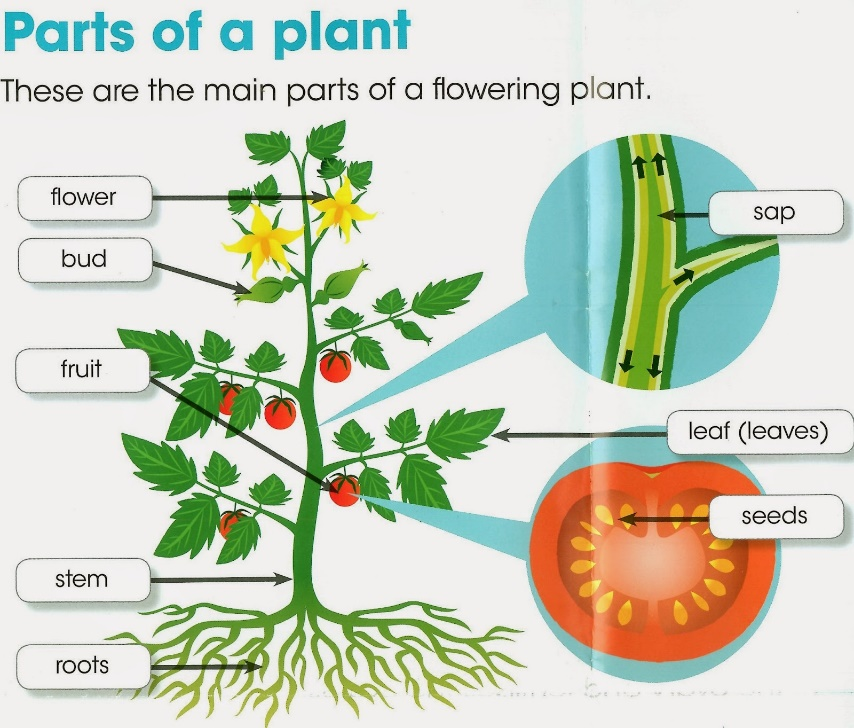 Parts of a plant
These are the main parts of a flowering plant.
flower
bud
fruit
stem
roots
sap
leaf (leaves)
seeds